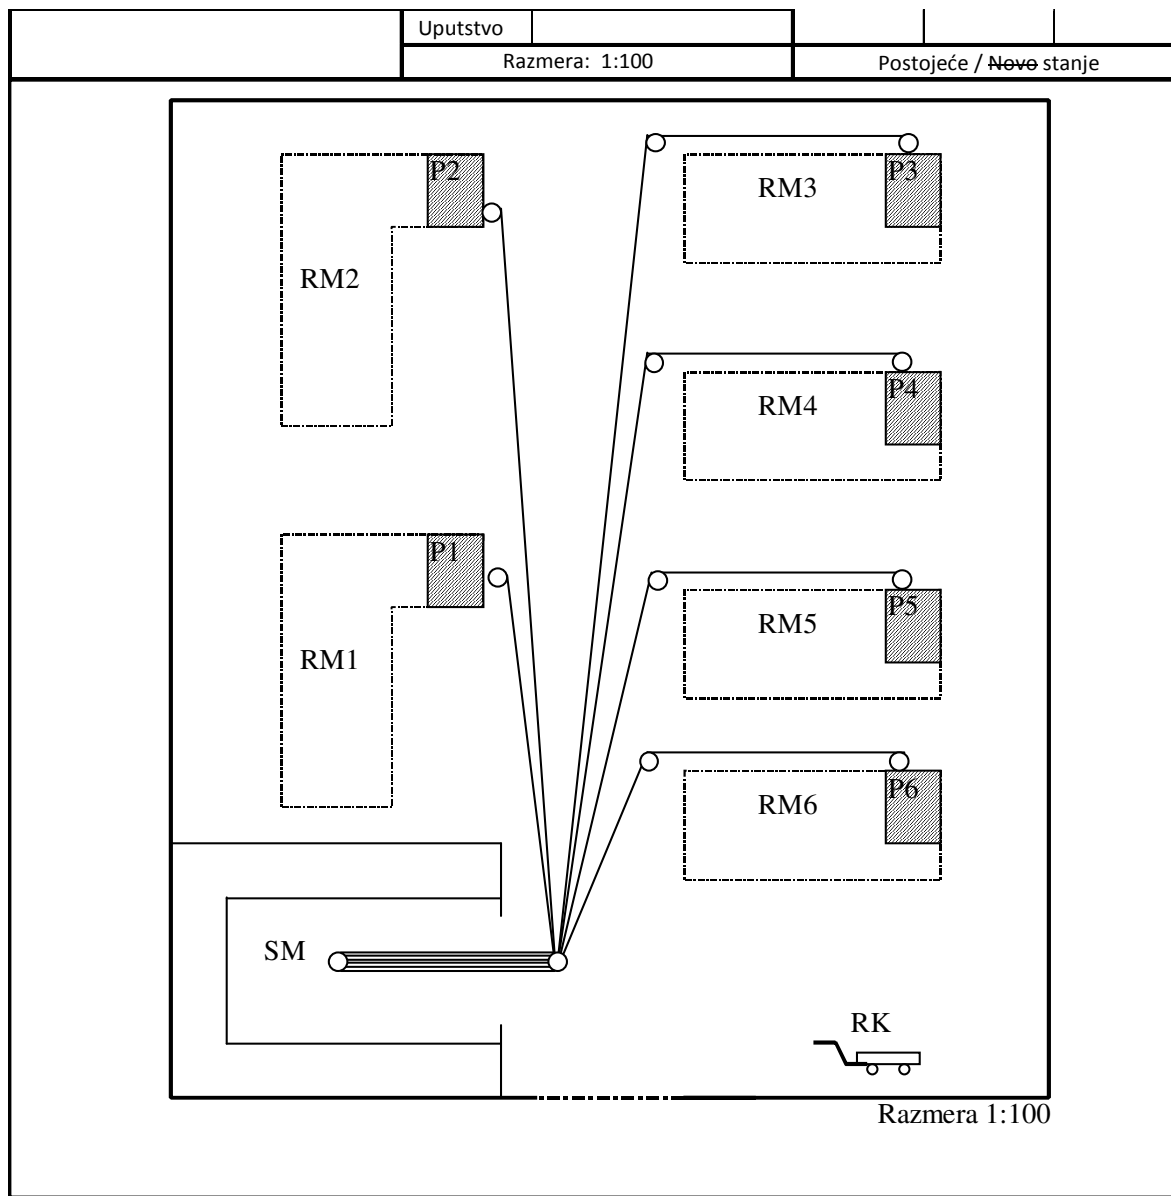 Uputstvo
Razmera: 1:100
Postojeće / Novo stanje
P2
P3
RM3
RM2
P4
RM4
P1
P5
RM5
RM1
P6
RM6
SM
RK
Razmera 1:100